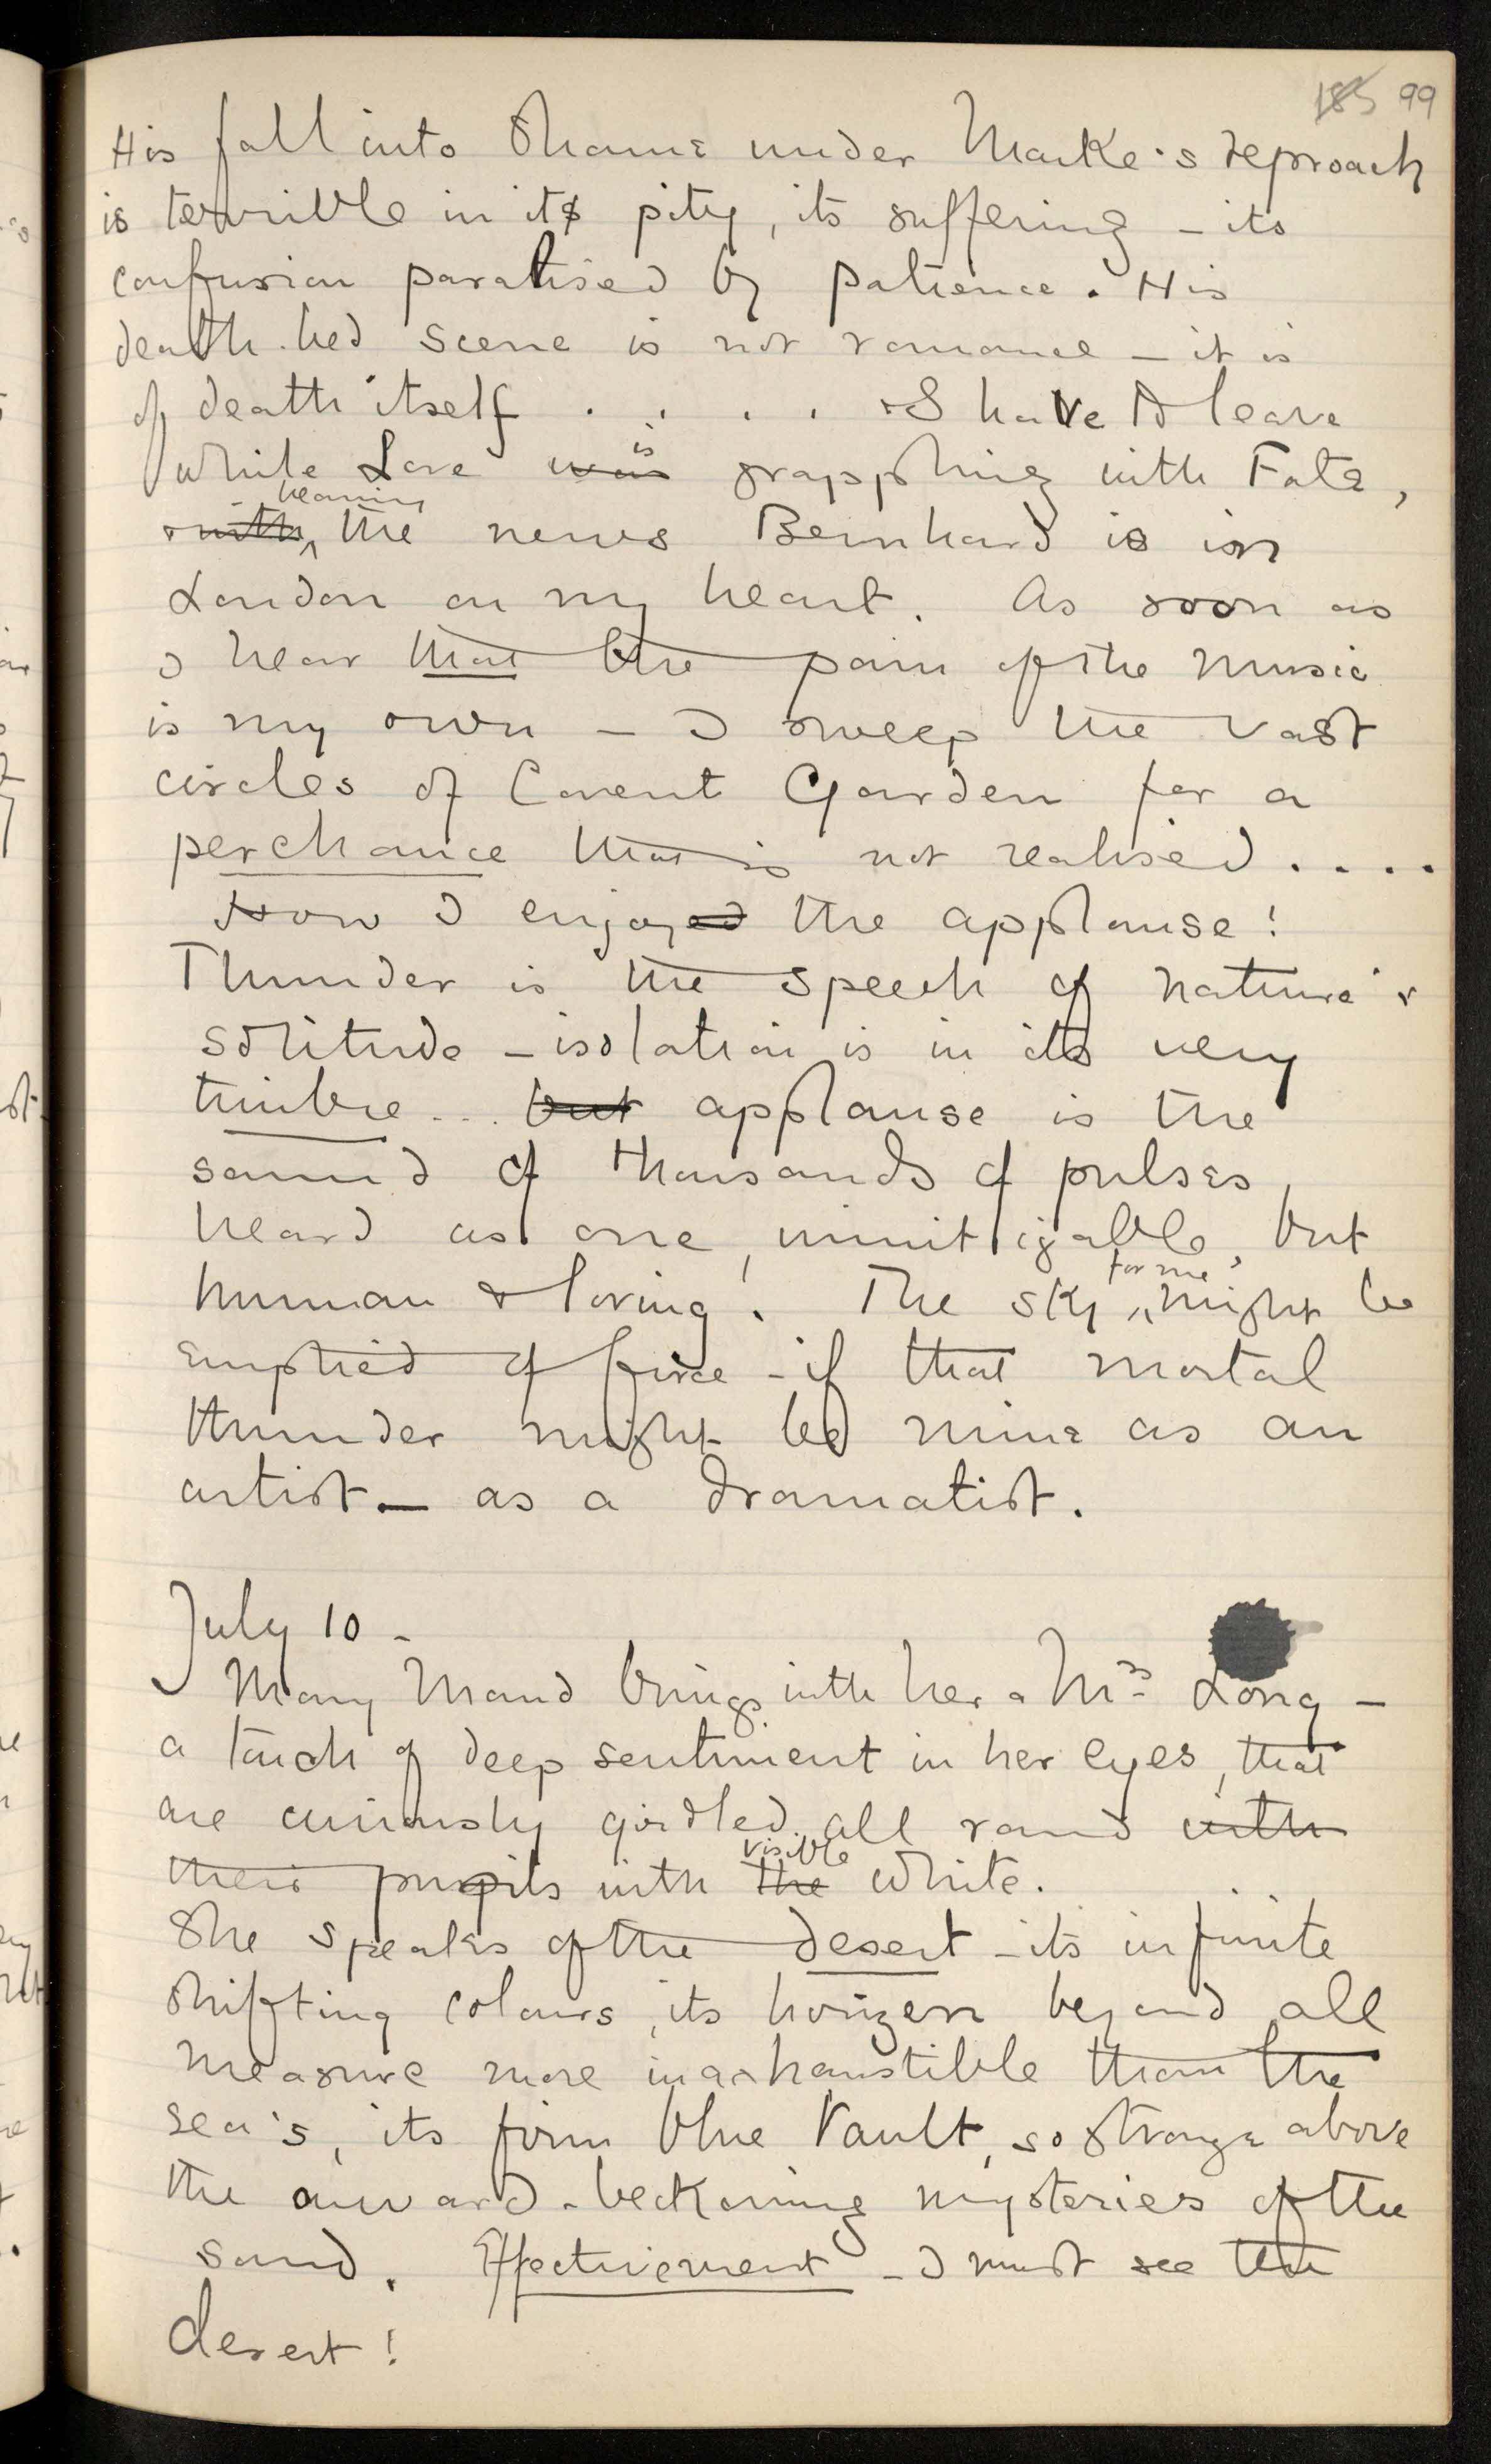 185 99
His fall into shame under Marke's reproach
is terrible in its pity, its suffering – its
confusion paralised by patience. His
death-bed scene is not romance – it is
of death itself . . . . & I have to leave
is
while Love was grappling with Fate,
bearing
& with ^ the news Bernhard is in
London on my heart. As soon as
I hear that the pain of the music
is my own – I sweep the vast
circles of Covent Garden for a
perchance that is not realised ....
How I enjoyed the applause!
Thunder is the speech of nature's
solitude – isolation is in its very
timbre ... but applause is the
sound of thousands of pulses,
heard as one, unmitigable, but
for me
human & loving! The sky ^ might be
emptied of fire – if that mortal
thunder might be mine as an
artist – as a dramatist.
July 10 –
Mary Maud brings with her a Mrs Long –
a touch of deep sentiment in her eyes, that
are curiously girdled all round with
visible
their pupils with the white.
She speaks of the desert – its infinite
shifting colours, its horizon beyond all
measure more inexhaustible than the
sea's, its firm blue vault, so strange above
the onward-beckoning mysteries of the
sand. Effectivement – I must see the
desert!